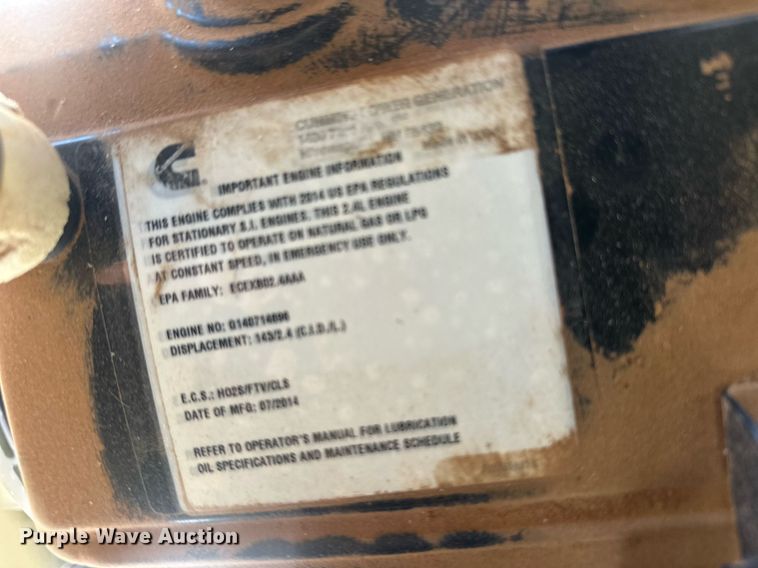 POWER GENERATION
IMPORTANT ENGINE INFORMATION
THIS ENGINE COMPLIES WITH 2014 US EPA REGULATIONS
FOR STATIONARY S.I. ENGINES. THIS 2.4L ENGINE
IS CERTIFIED TO OPERATE ON NATURAL GAS OR LPG
AT CONSTANT SPEED, IN EMERGENCY USE ONLY.
EPA FAMILY: ECEXB02.4AAA
ENGINE NO: G140714696
DISPLACEMENT: 143/2.4 (C.I.D./L.)
E.C.S.: HO2S/FTV/CLS
DATE OF MFG: 07/2014
REFER TO OPERATOR'S MANUAL FOR LUBRICATION
OIL SPECIFICATIONS AND MAINTENANCE SCHEDULE
Purple Wave Auction